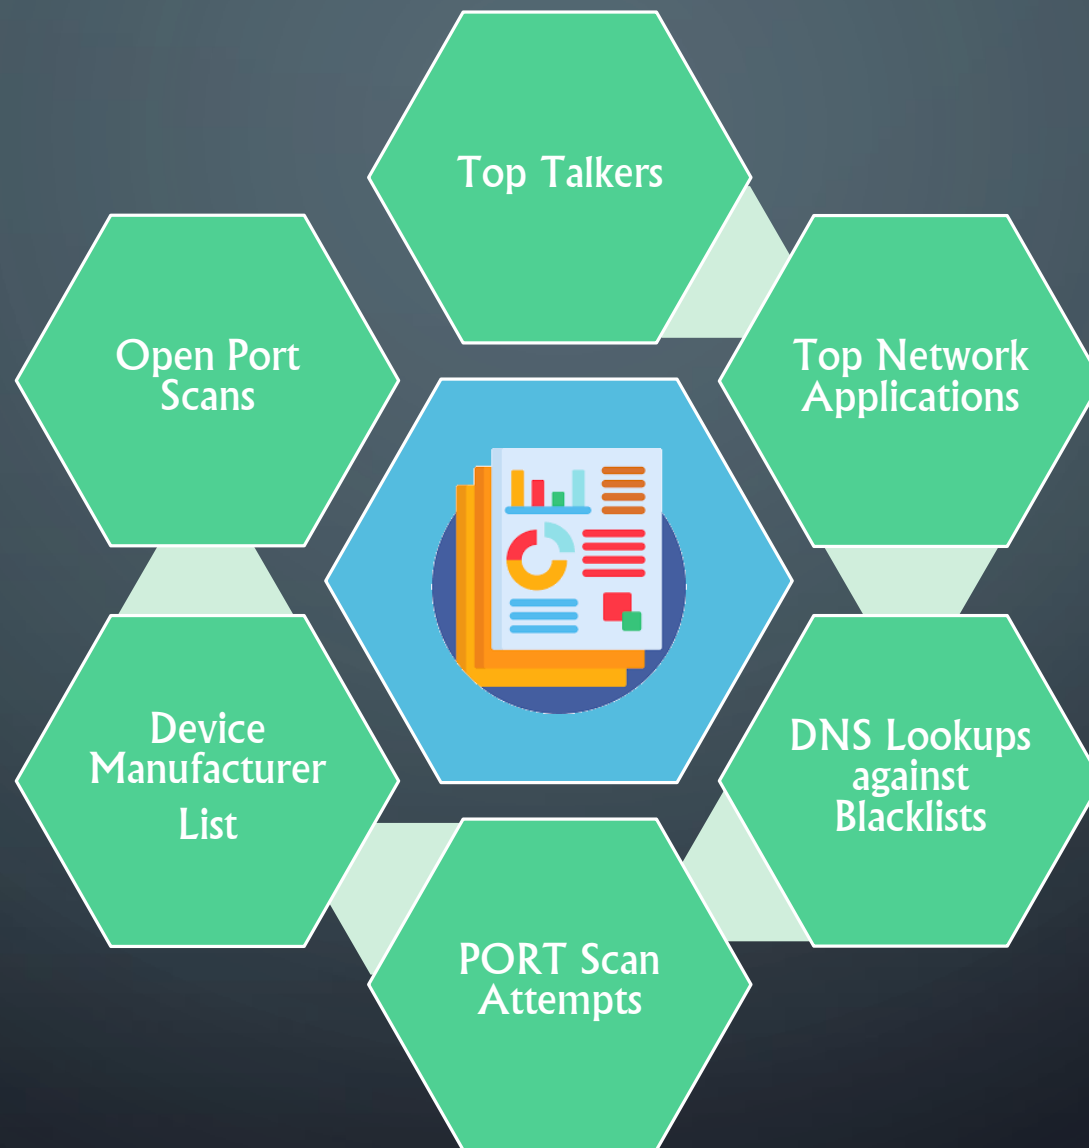 Top Talkers
Top Network
Applications
DNS Lookups
against
Blacklists
PORT Scan
Attempts
Device
Manufacturer
List
Open Port
Scans